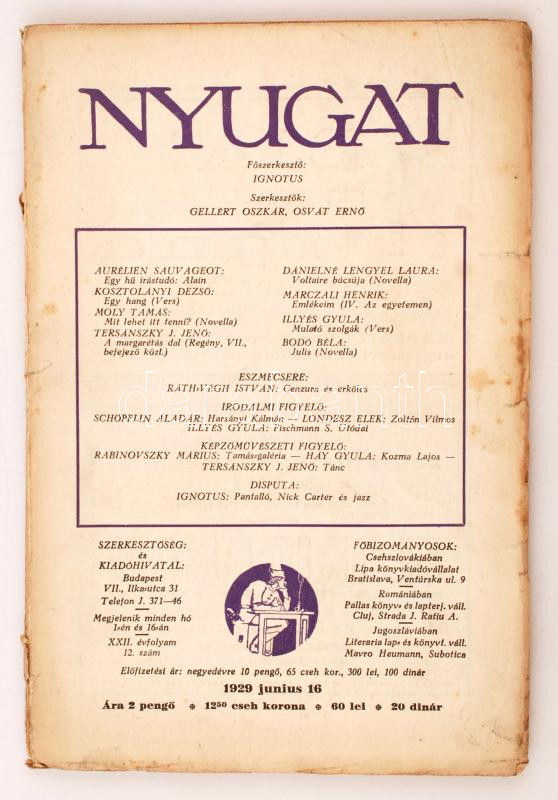 NYUGAT
Főszerkesztő:
IGNOTUS
Szerkesztők:
GELLÉRT OSZKÁR, OSVÁT ERNŐ
AURÉLIEN SAUVAGEOT:
Egy hű írástudó: Alain
KOSZTOLÁNYI DEZSŐ:
Egy hang (Vers)
MOLY TAMÁS:
Mit lehet itt tenni? (Novella)
TERSÁNSZKY J. JENŐ:
A margarétás dal (Regény, VII.,
befejező közl.)
DÁNIELNÉ LENGYEL LAURA:
Voltaire búcsúja (Novella)
MARCZALI HENRIK:
Emlékeim (IV. Az egyetemen)
ILLYÉS GYULA:
Mulató szolgák (Vers)
BODÓ BÉLA:
Julis (Novella)
ESZMECSERE:
RÁTH-VÉGH ISTVÁN: Cenzura és erkölcs
IRODALMI FIGYELŐ:
SCHÖPFLIN ALADÁR: Harsányi Kálmán -- LONDESZ ELEK: Zoltán Vilmos
ILLYÉS GYULA: Fischmann S. Utódai
KÉPZŐMŰVÉSZETI FIGYELŐ:
RABINOVSZKY MÁRIUS: Tamás-galéria — HAY GYULA: Kozma Lajos —
TERSÁNSZKY J. JENŐ: Tánc
DISPUTA:
IGNOTUS: Pantalló, Nick Carter és jazz
SZERKESZTŐSÉG:
és
KIADÓHIVATAL:
Budapest
VII., Ilka-utca 31
Telefon J. 371—46
Megjelenik minden hó
1-én és 16-án
XXII. évfolyam
12. szám
FŐBIZOMÁNYOSOK:
Csehszlovákiában
Lipa könyvkiadóvállalat
Bratislava, Ventúrska ul. 9
Romániában
Pallas könyv- és lapterj. váll.
Cluj, Strada J. Ratiu A.
Jugoszláviában
Literaria lap- és könyvt. váll.
Mavro Heumann, Subotica
Előfizetési ár: negyedévre 10 pengő, 65 cseh kor., 300 lei, 100 dinár
1929 junius 16
Ára 2 pengő ✵ 12⁵⁰ cseh korona ✵ 60 lei ✵ 20 dinár